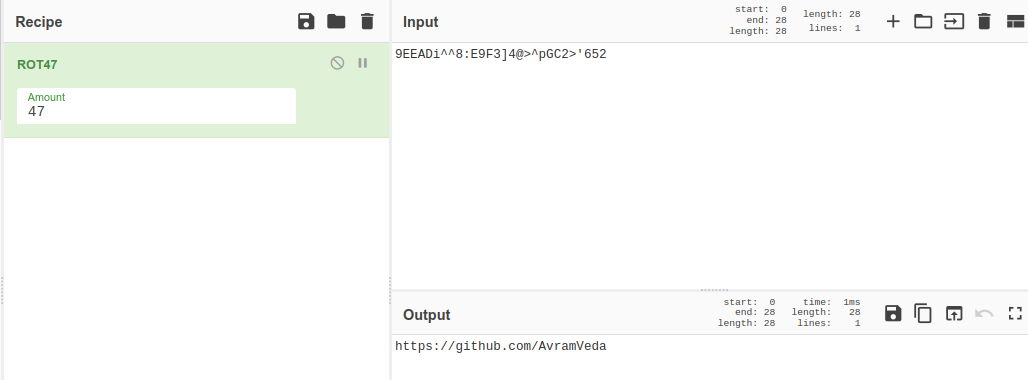 Recipe
ROT47
Amount
47
Input
start: 0
end: 28
length: 28
length: 28
lines: 1
9EEADi^^8:E9F3]4@>^pGC2>'652
Output
start: 0
end: 28
length: 28
time: 1ms
length: 28
lines: 1
https://github.com/AvramVeda